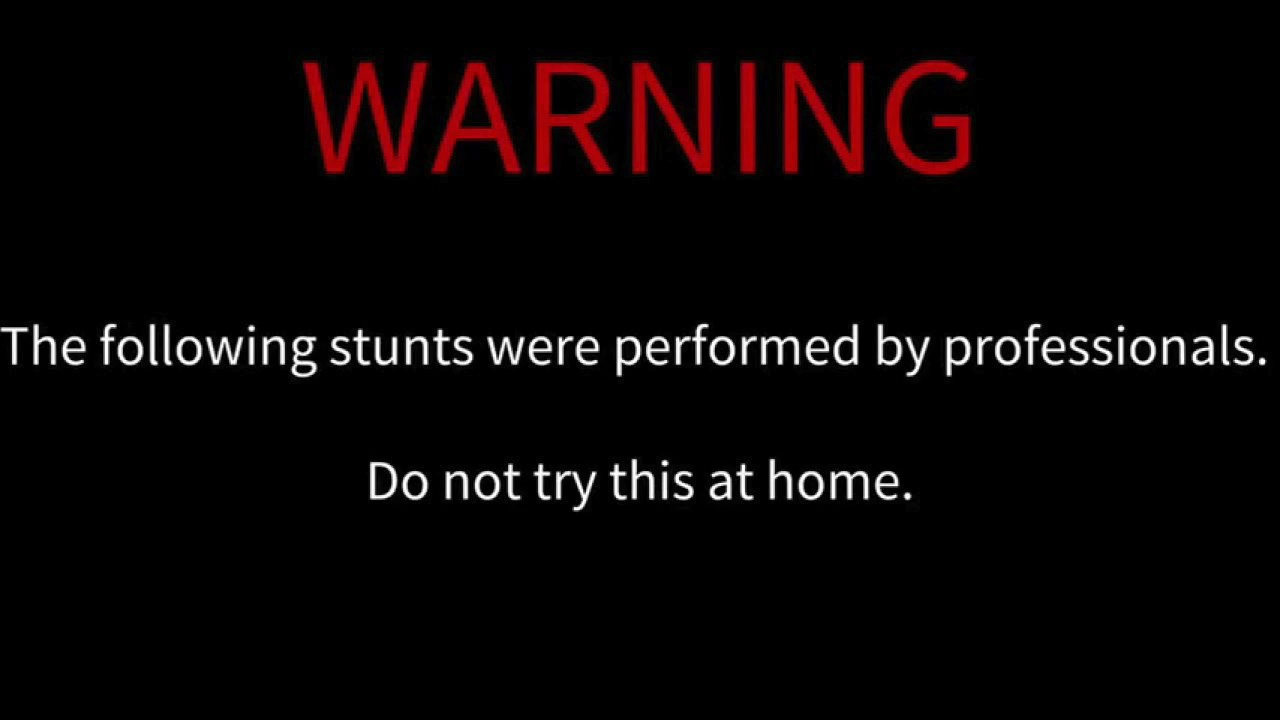 WARNING
The following stunts were performed by professionals.
Do not try this at home.